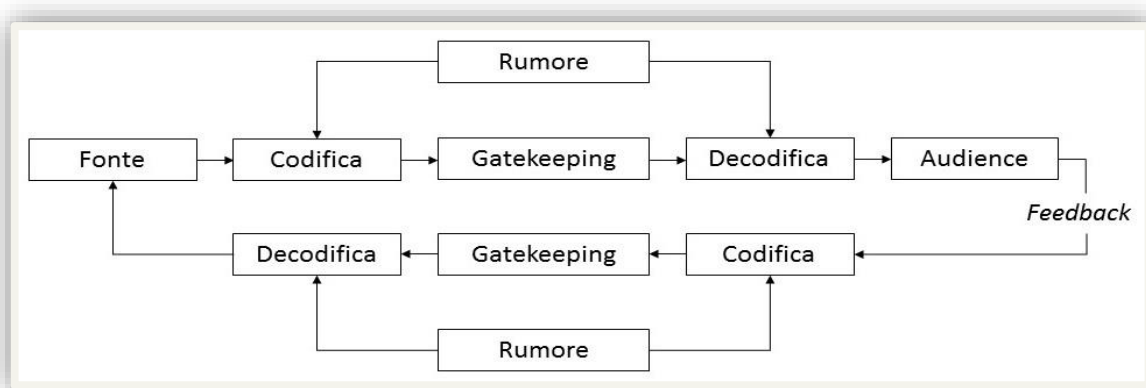 Rumore
Fonte
Codifica
Gatekeeping
Decodifica
Audience
Feedback
Decodifica
Gatekeeping
Codifica
Rumore